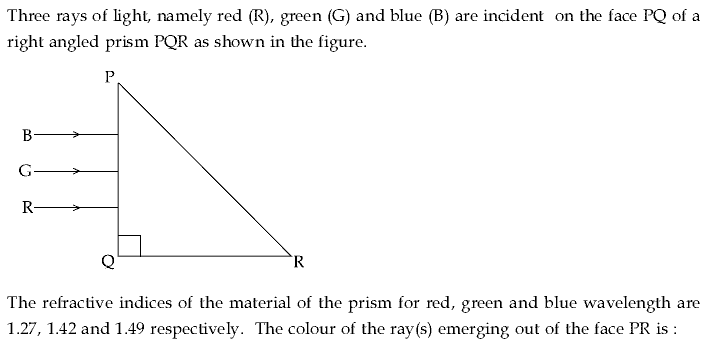 Three rays of light, namely red (R), green (G) and blue (B) are incident on the face PQ of a
right angled prism PQR as shown in the figure.
P
B
G
R
Q
R
The refractive indices of the material of the prism for red, green and blue wavelength are
1.27, 1.42 and 1.49 respectively. The colour of the ray(s) emerging out of the face PR is :